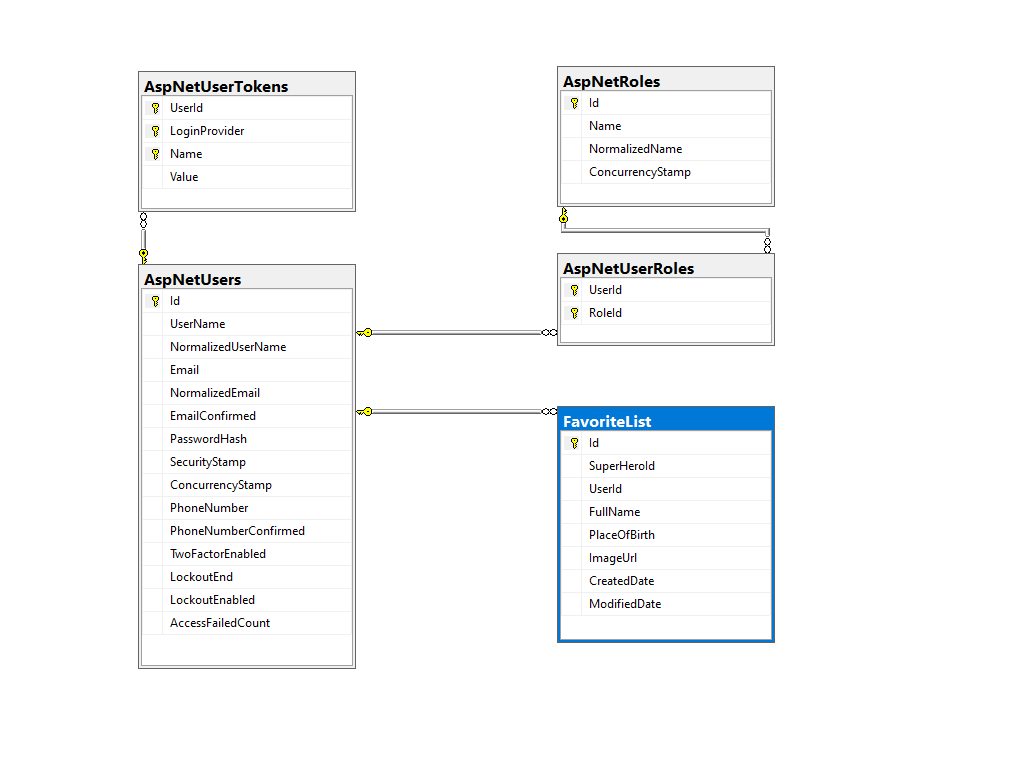 AspNetUserTokens
UserId
LoginProvider
Name
Value
AspNetRoles
Id
Name
NormalizedName
ConcurrencyStamp
AspNetUsers
Id
UserName
NormalizedUserName
Email
NormalizedEmail
EmailConfirmed
PasswordHash
SecurityStamp
ConcurrencyStamp
PhoneNumber
PhoneNumberConfirmed
TwoFactorEnabled
LockoutEnd
LockoutEnabled
AccessFailedCount
AspNetUserRoles
UserId
RoleId
FavoriteList
Id
SuperHeroId
UserId
FullName
PlaceOfBirth
ImageUrl
CreatedDate
ModifiedDate